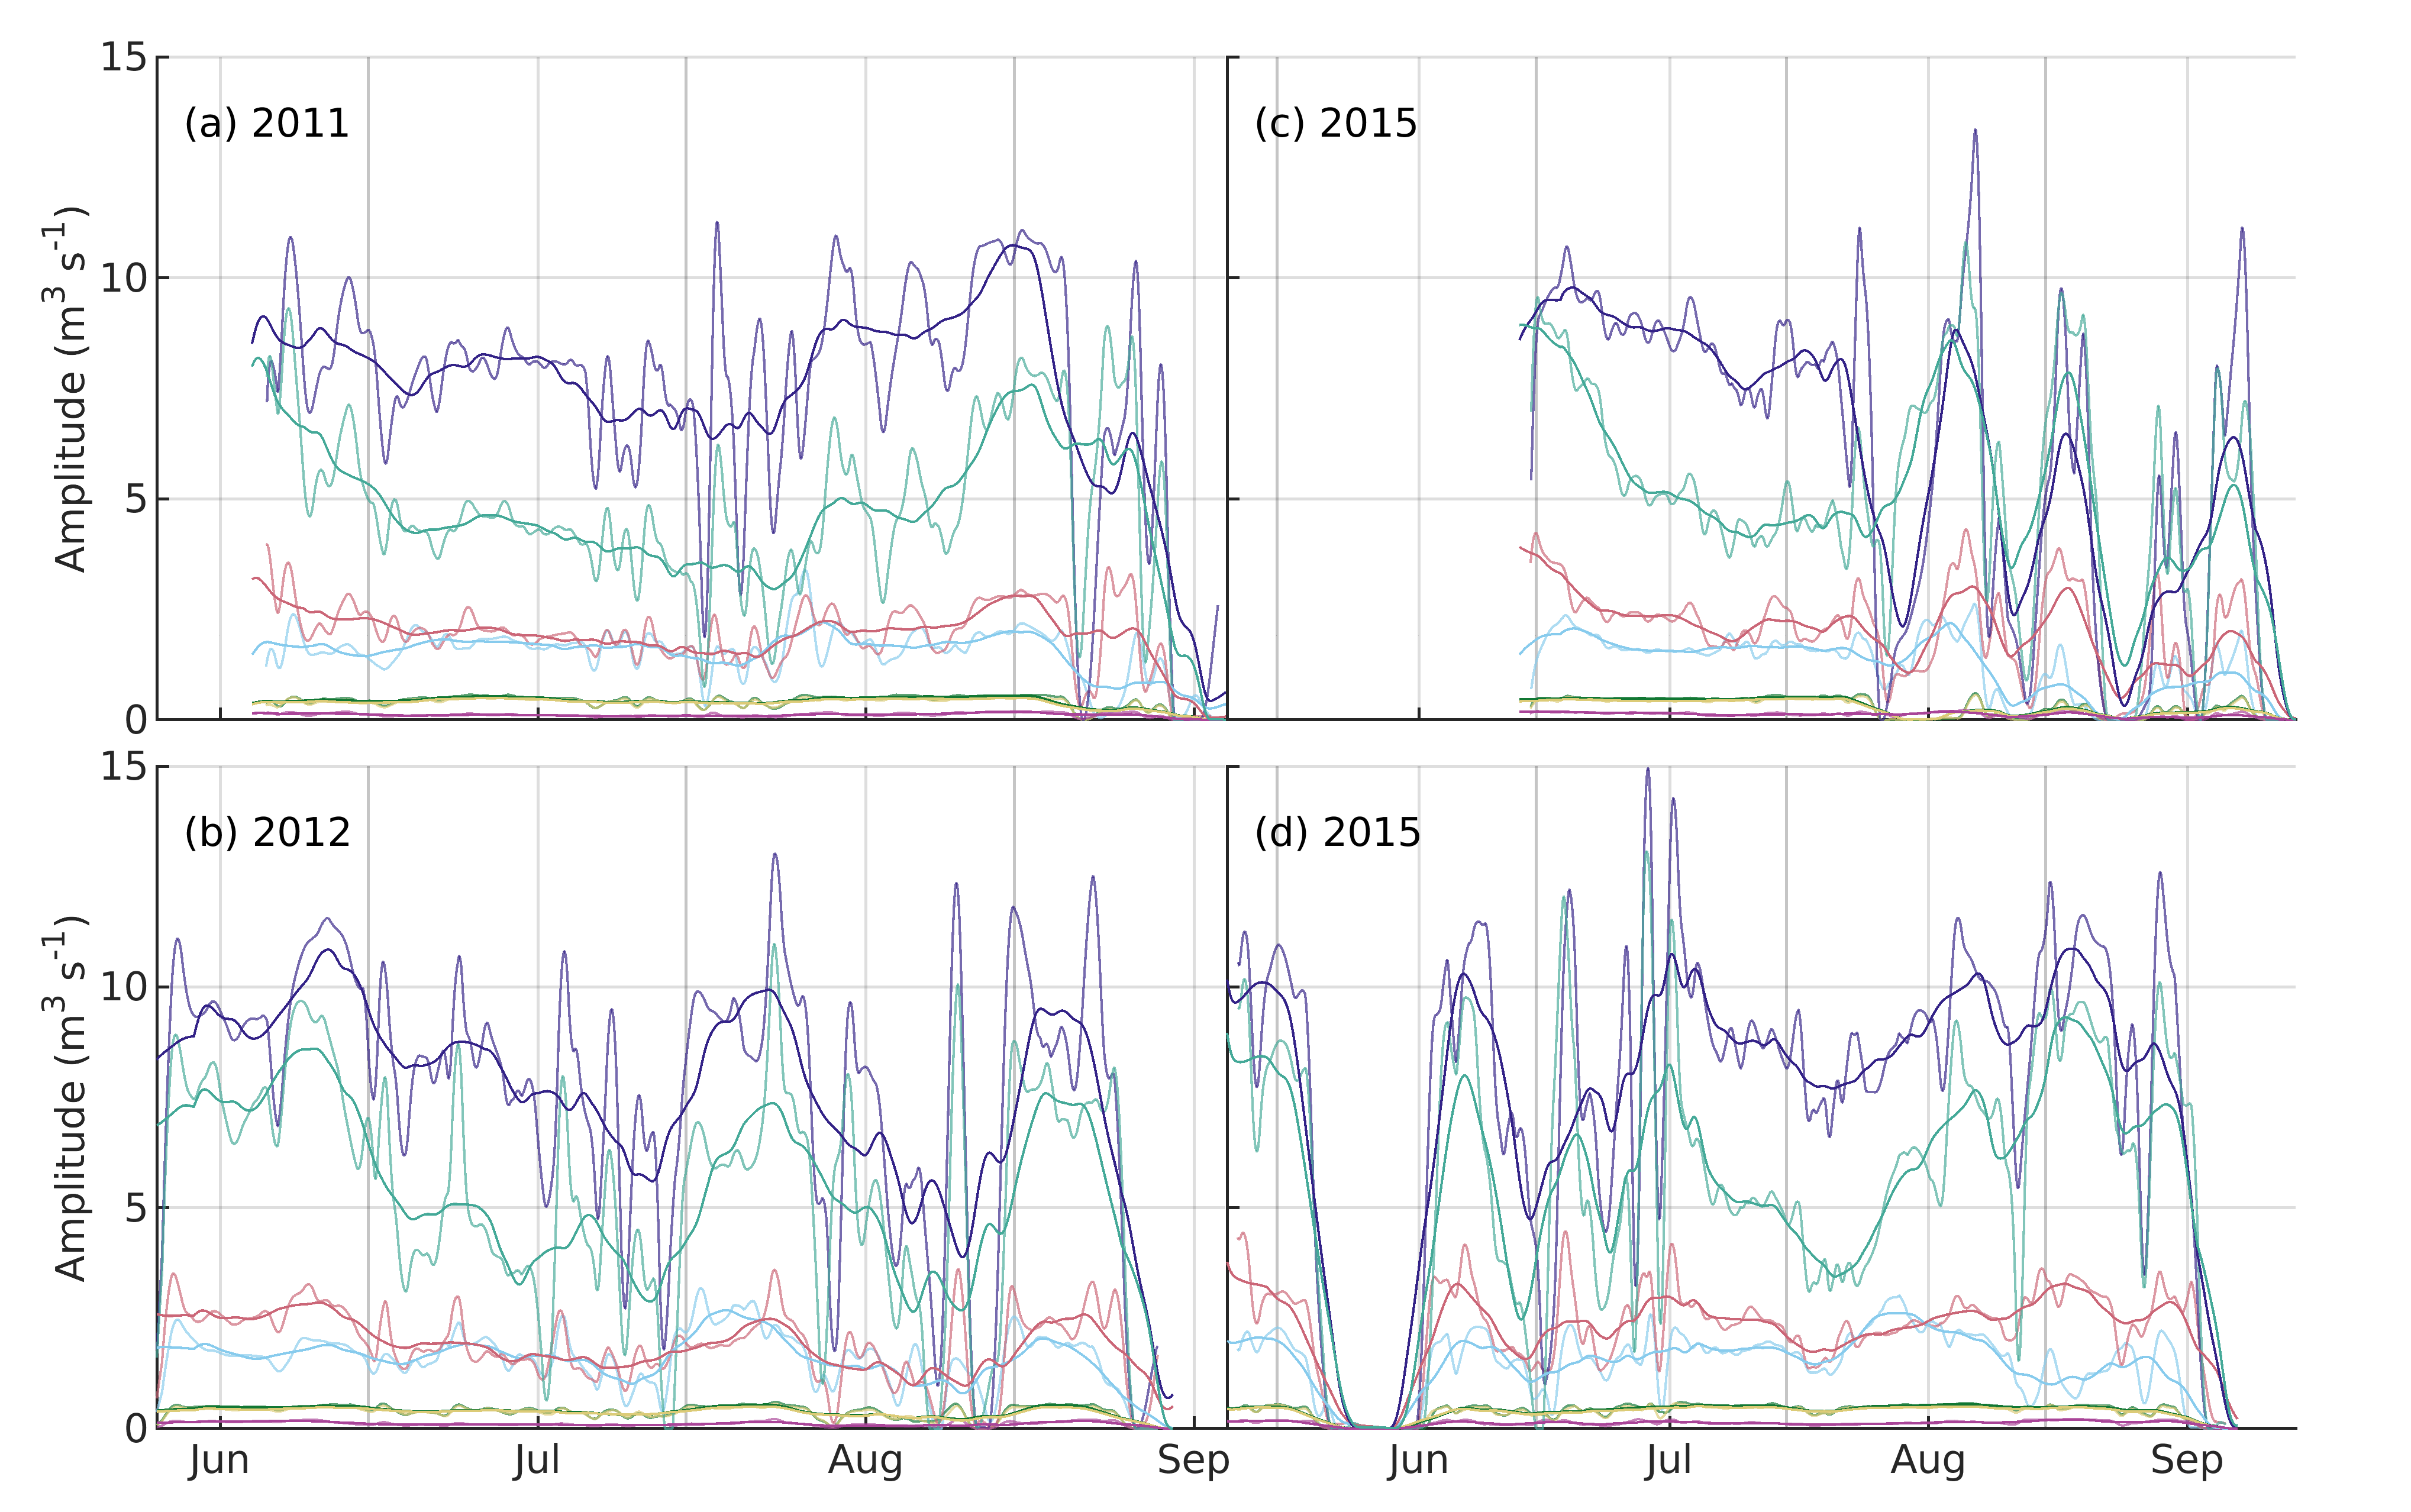 15
10
5
0
Amplitude (m³ s⁻¹)
(a) 2011
(c) 2015
15
10
5
0
Amplitude (m³ s⁻¹)
(b) 2012
(d) 2015
Jun Jul Aug Sep Jun Jul Aug Sep